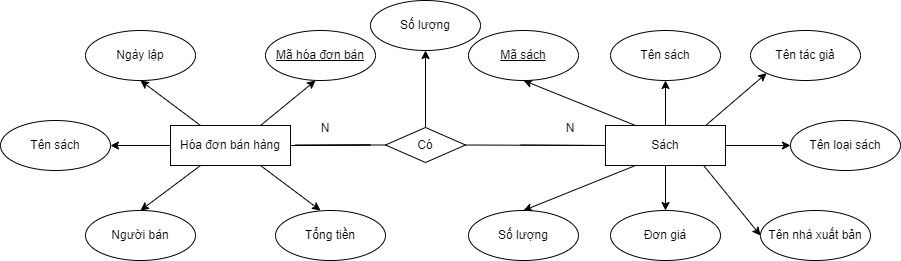 Số lượng
Ngày lập
Mã hóa đơn bán
Mã sách
Tên sách
Tên tác giả
N
N
Tên sách
Hóa đơn bán hàng
Có
Sách
Tên loại sách
Người bán
Tổng tiền
Số lượng
Đơn giá
Tên nhà xuất bản